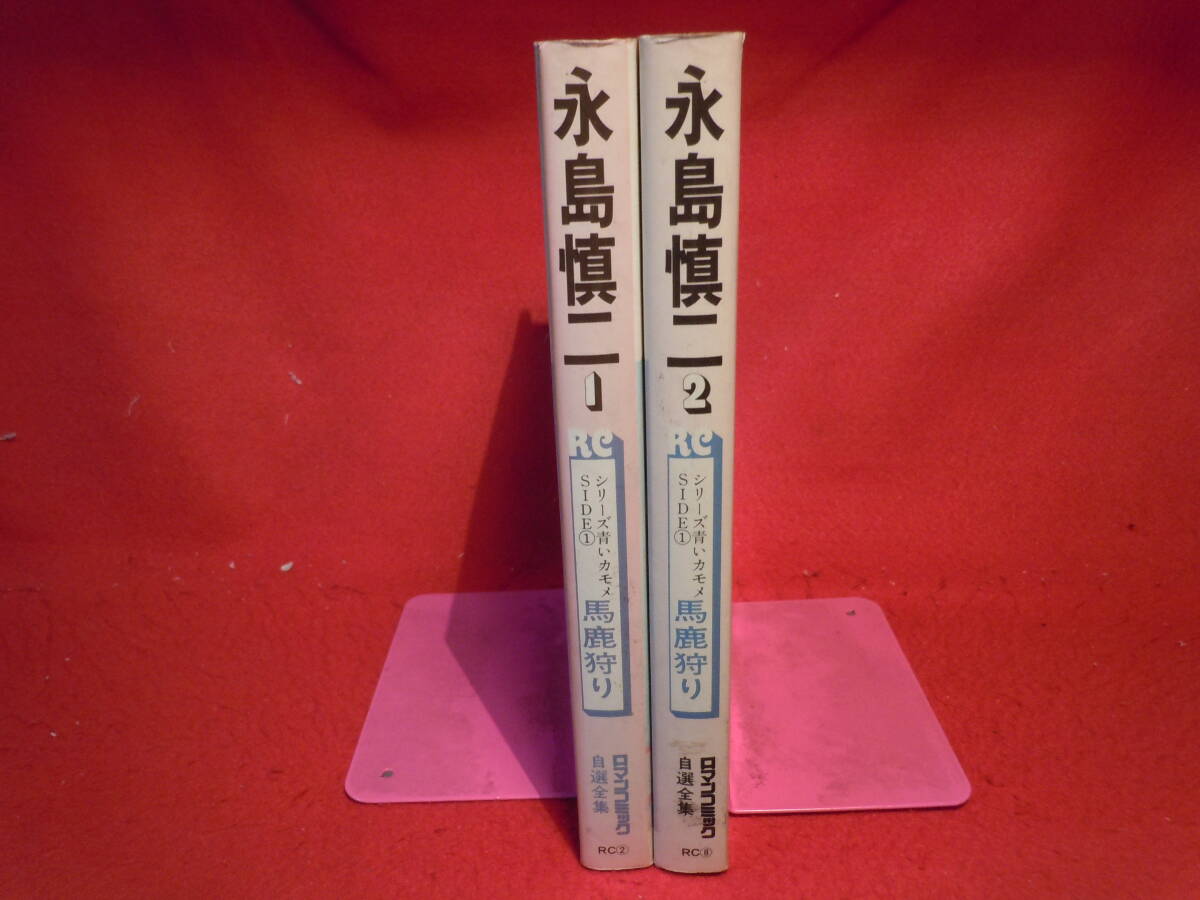 永島慎二
1
RC
シリーズ青いカモメ
SIDE①
馬鹿狩り
ロマンコミック
自選全集
RC②
永島慎二
2
RC
シリーズ青いカモメ
SIDE①
馬鹿狩り
ロマンコミック
自選全集
RC⑧